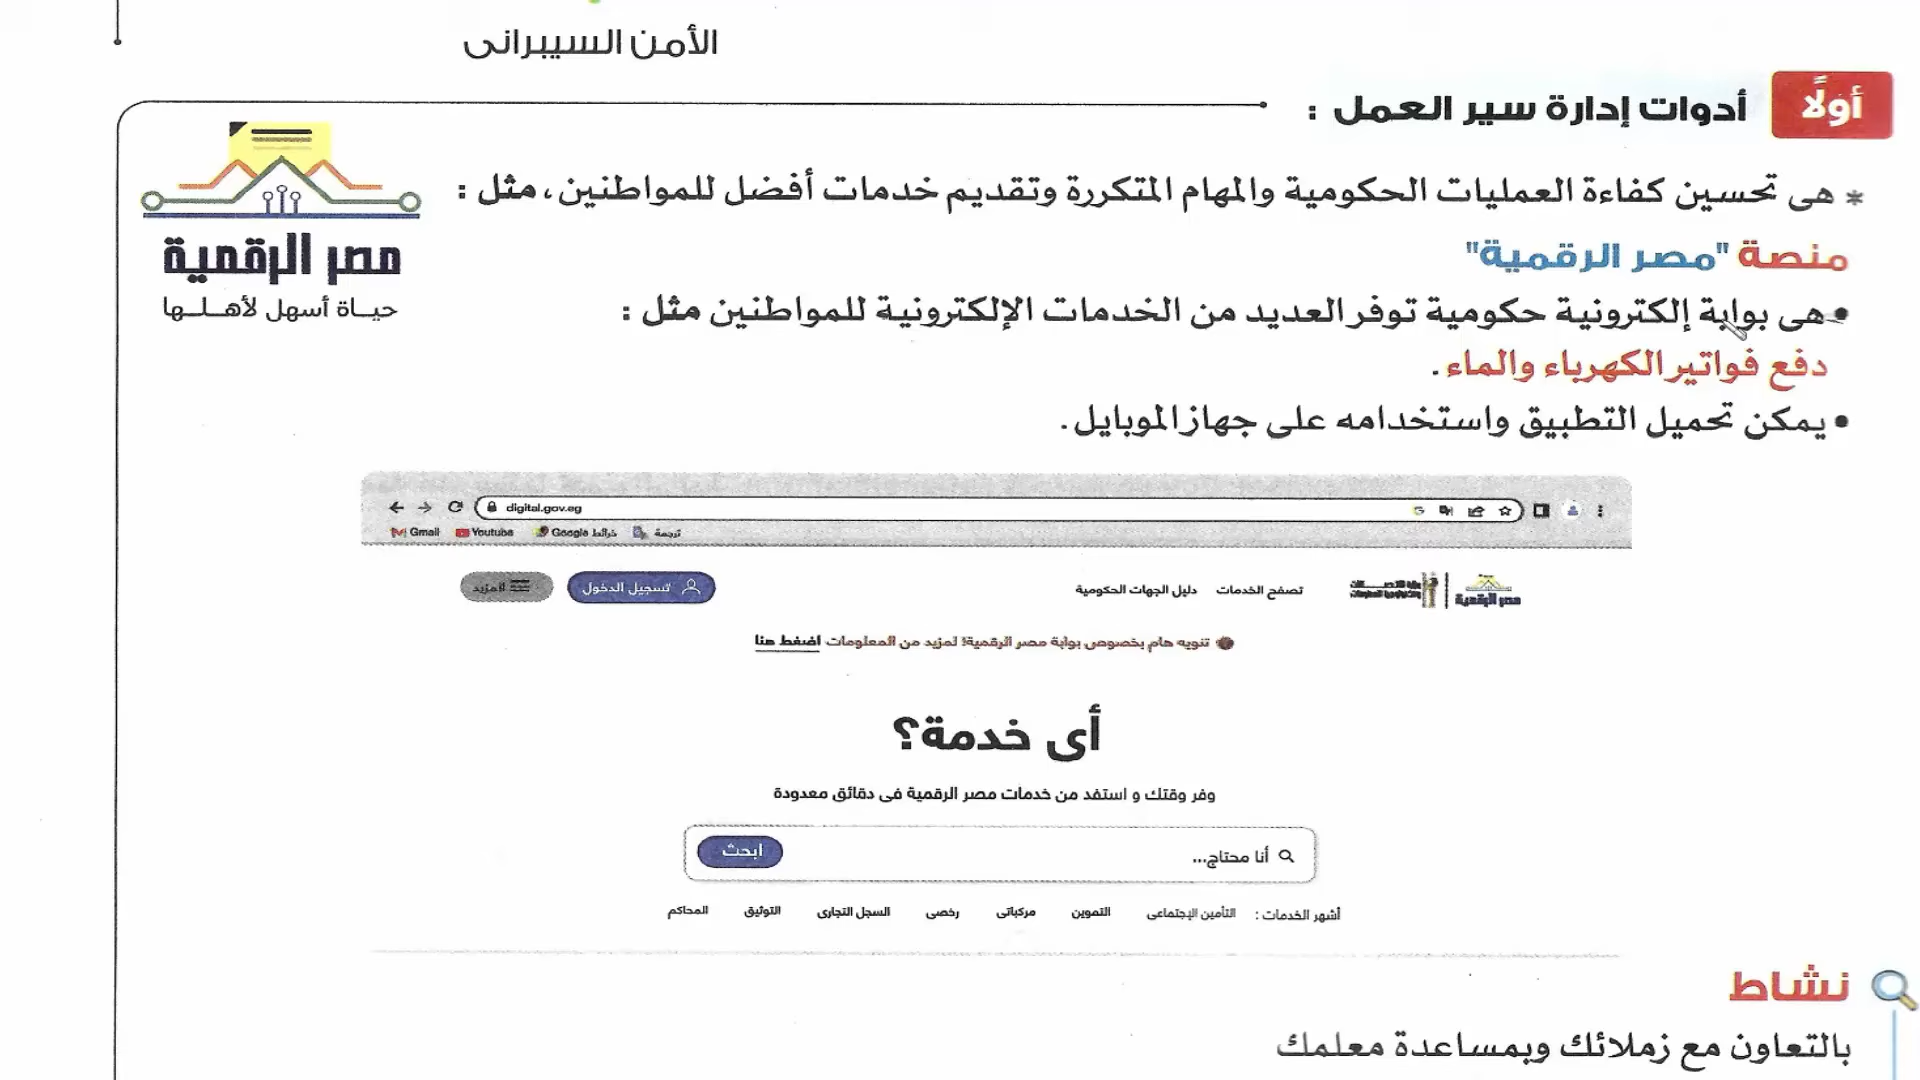 الأمن السيبرانى
أولًا
أدوات إدارة سير العمل :
* هى تحسين كفاءة العمليات الحكومية والمهام المتكررة وتقديم خدمات أفضل للمواطنين، مثل :
مصر الرقمية
حياة أسهل لأهلها
منصة "مصر الرقمية"
• هى بوابة إلكترونية حكومية توفر العديد من الخدمات الإلكترونية للمواطنين مثل :
دفع فواتير الكهرباء والماء .
• يمكن تحميل التطبيق واستخدامه على جهاز الموبايل .
digital.gov.eg
Gmail Youtube خرائط Google ترجمة
مصر الرقمية
تصفح الخدمات دليل الجهات الحكومية تسجيل الدخول المزيد
تنويه هام بخصوص بوابة مصر الرقمية! لمزيد من المعلومات اضغط هنا
أى خدمة؟
وفر وقتك و استفد من خدمات مصر الرقمية فى دقائق معدودة
أنا محتاج... ابحث
أشهر الخدمات : التأمين الإجتماعى التموين مركباتى رخصى السجل التجارى التوثيق المحاكم
نشاط
بالتعاون مع زملائك وبمساعدة معلمك